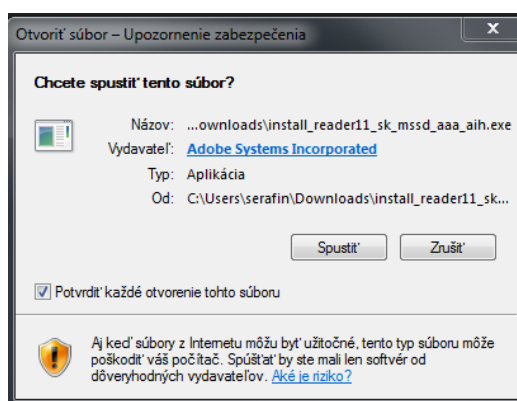 Otvoriť súbor – Upozornenie zabezpečenia
x
Chcete spustiť tento súbor?
Názov: ...ownloads\install_reader11_sk_mssd_aaa_aih.exe
Vydavateľ: Adobe Systems Incorporated
Typ: Aplikácia
Od: C:\Users\serafin\Downloads\install_reader11_sk...
Spustiť Zrušiť
Potvrdiť každé otvorenie tohto súboru
Aj keď súbory z Internetu môžu byť užitočné, tento typ súboru môže
poškodiť váš počítač. Spúšťať by ste mali len softvér od
dôveryhodných vydavateľov. Aké je riziko?